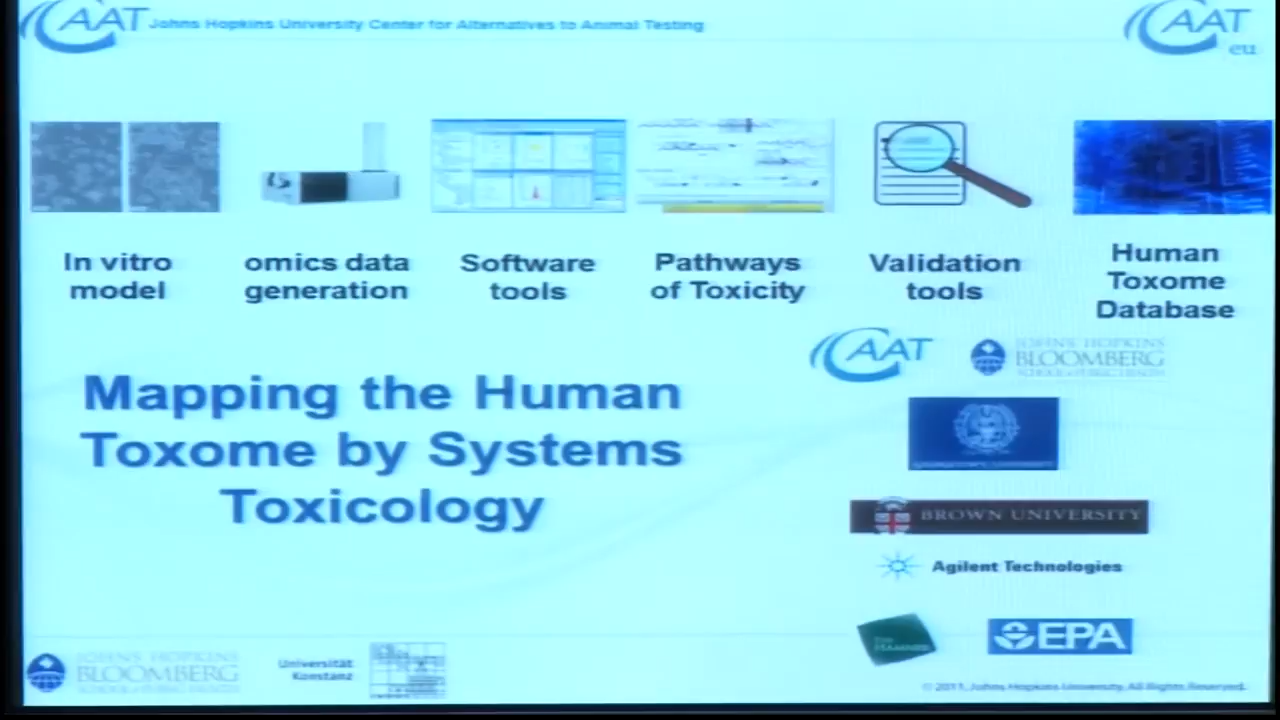 CAAT Johns Hopkins University Center for Alternatives to Animal Testing
CAAT
eu
In vitro
model
omics data
generation
Software
tools
Pathways
of Toxicity
Validation
tools
Human
Toxome
Database
Mapping the Human
Toxome by Systems
Toxicology
CAAT
JOHNS HOPKINS
BLOOMBERG
SCHOOL of PUBLIC HEALTH
BROWN UNIVERSITY
Agilent Technologies
EPA
JOHNS HOPKINS
BLOOMBERG
SCHOOL of PUBLIC HEALTH
Universität
Konstanz
© 2011, Johns Hopkins University. All Rights Reserved.